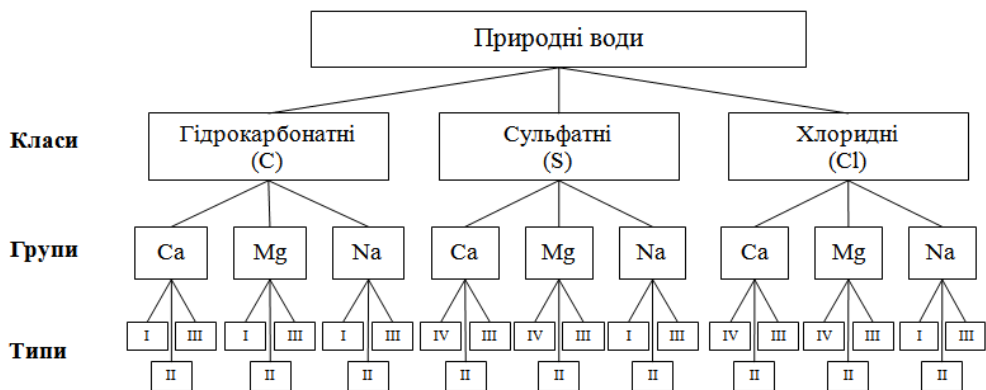 Природні води
Класи
Гідрокарбонатні
(С)
Сульфатні
(S)
Хлоридні
(Cl)
Групи
Ca Mg Na Ca Mg Na Ca Mg Na
Типи
I III I III I III IV III IV III I III IV III IV III I III
II II II II II II II II II